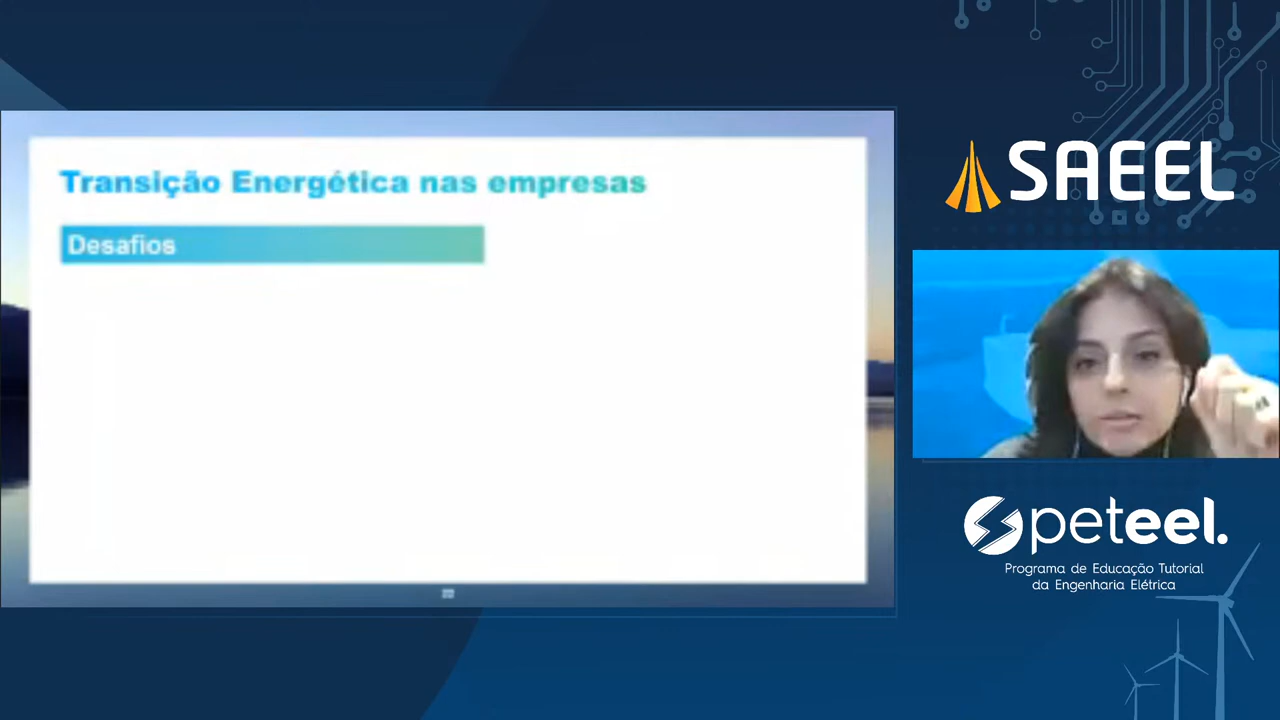 Transição Energética nas empresas
Desafios
SAEEL
peteel.
Programa de Educação Tutorial
da Engenharia Elétrica